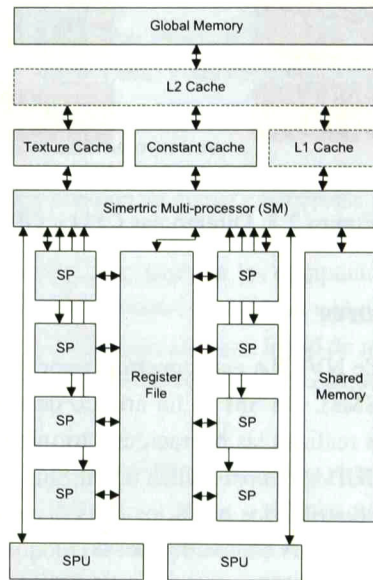 Global Memory
L2 Cache
Texture Cache
Constant Cache
L1 Cache
Simertric Multi-processor (SM)
SP
SP
SP
SP
Register
File
Shared
Memory
SP
SP
SP
SP
SPU
SPU